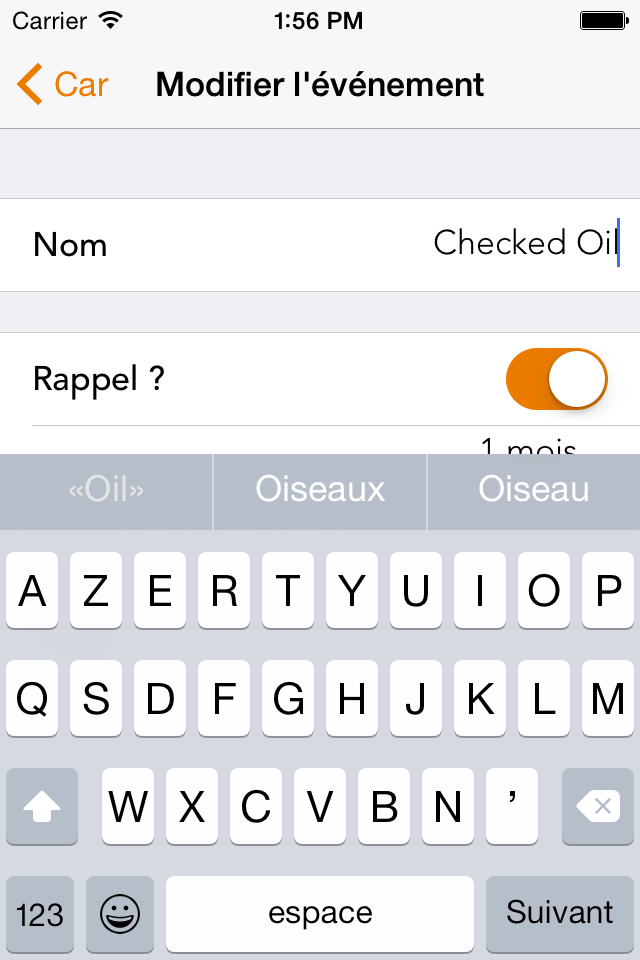 Carrier 1:56 PM
Car Modifier l'événement
Nom Checked Oil
Rappel ?
1 mois
«Oil» Oiseaux Oiseau
A Z E R T Y U I O P
Q S D F G H J K L M
W X C V B N ’
123 espace Suivant